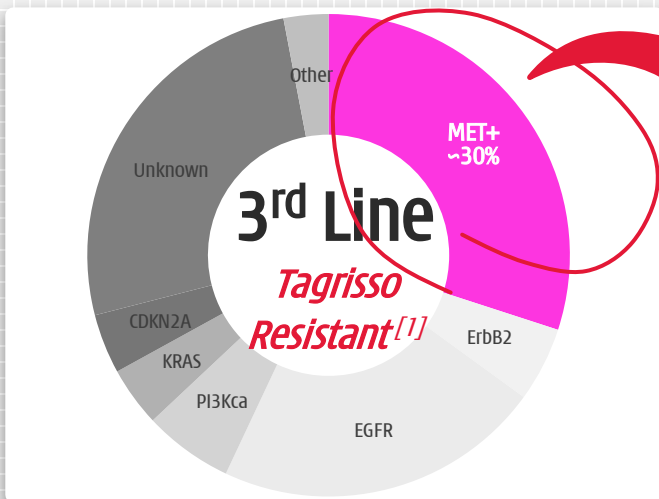 Other
MET+
~30%
Unknown
3rd Line
Tagrisso
Resistant[1]
CDKN2A
ErbB2
KRAS
PI3Kca
EGFR